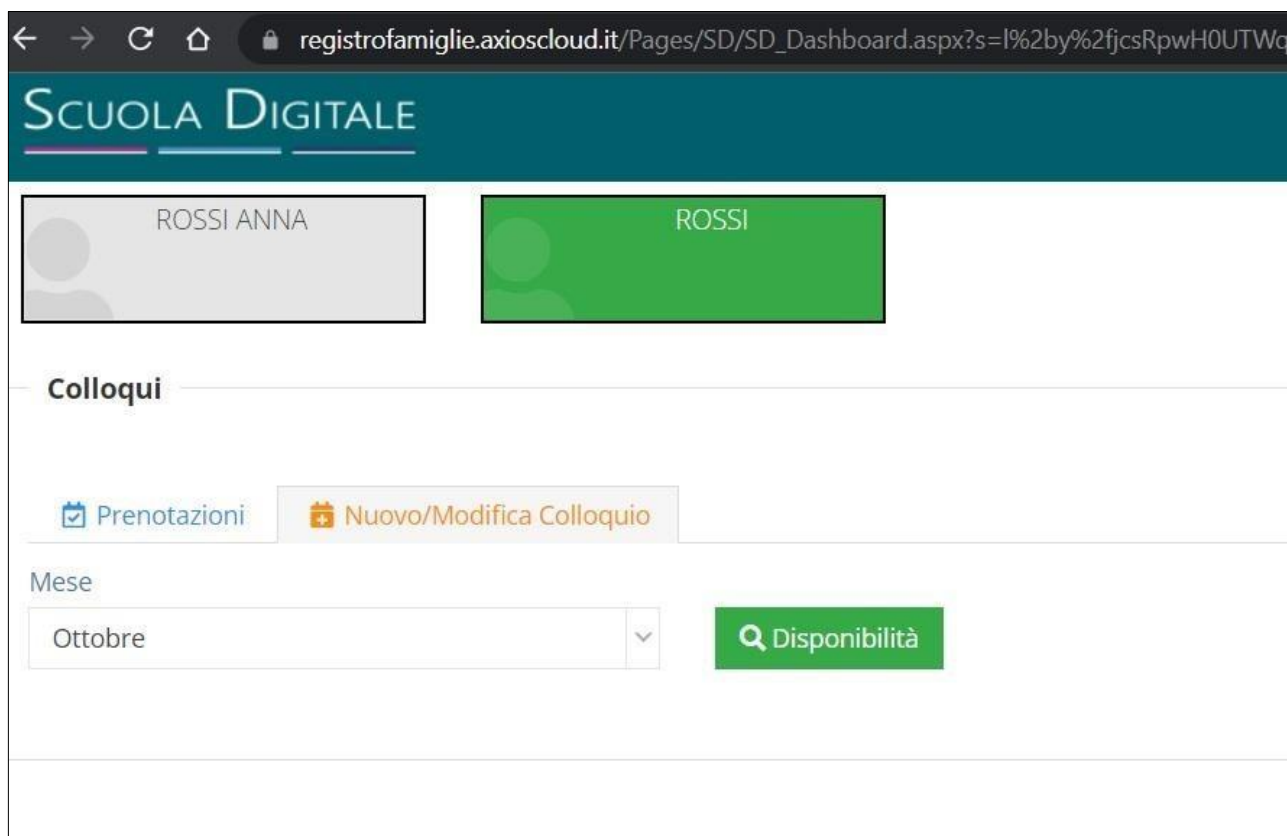 registrofamiglie.axioscloud.it/Pages/SD/SD_Dashboard.aspx?s=l%2by%2fjcsRpwH0UTWq
SCUOLA DIGITALE
ROSSI ANNA
ROSSI
Colloqui
Prenotazioni
Nuovo/Modifica Colloquio
Mese
Ottobre
Disponibilità